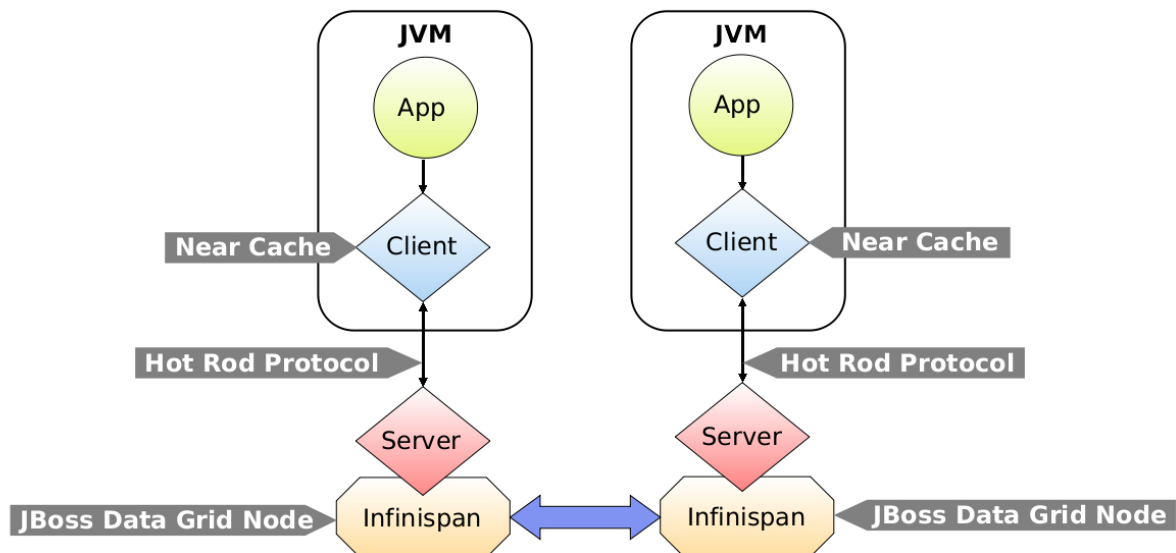 JVM
JVM
App
App
Near Cache
Client
Client
Near Cache
Hot Rod Protocol
Hot Rod Protocol
Server
Server
JBoss Data Grid Node
Infinispan
Infinispan
JBoss Data Grid Node